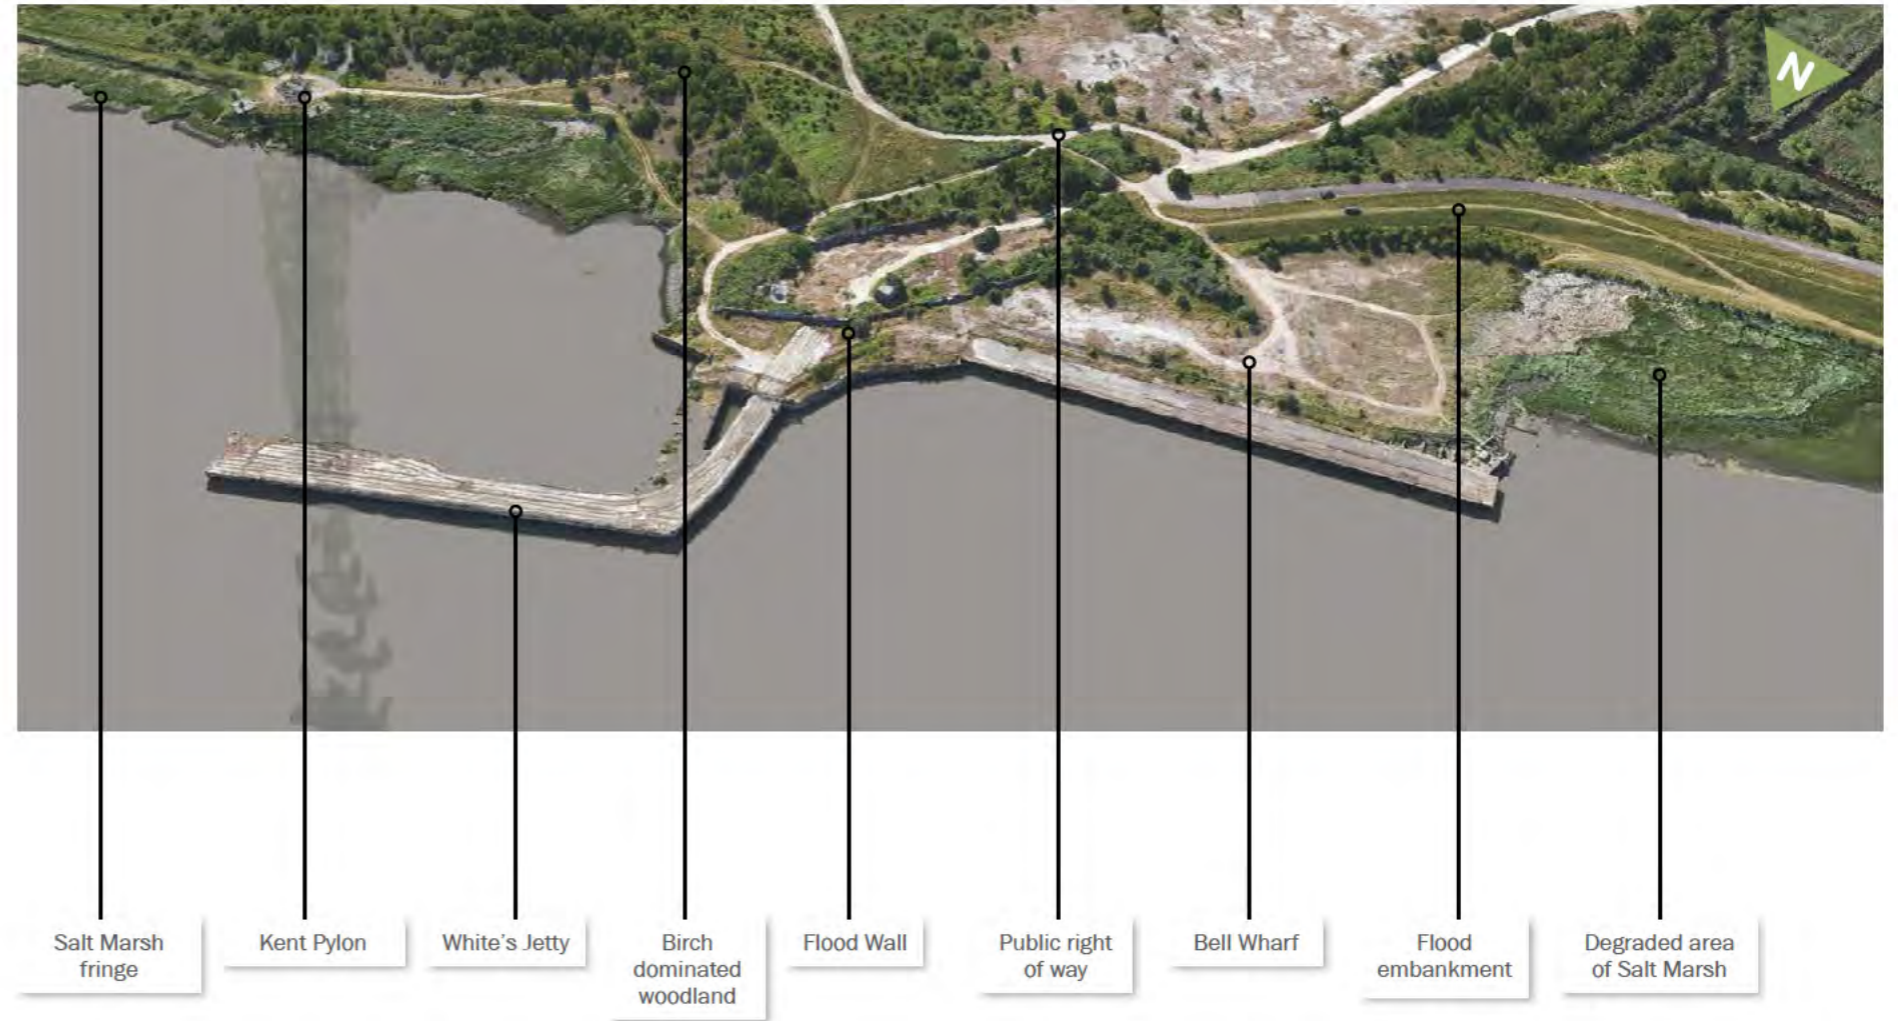 N
Salt Marsh
fringe
Kent Pylon
White's Jetty
Birch
dominated
woodland
Flood Wall
Public right
of way
Bell Wharf
Flood
embankment
Degraded area
of Salt Marsh